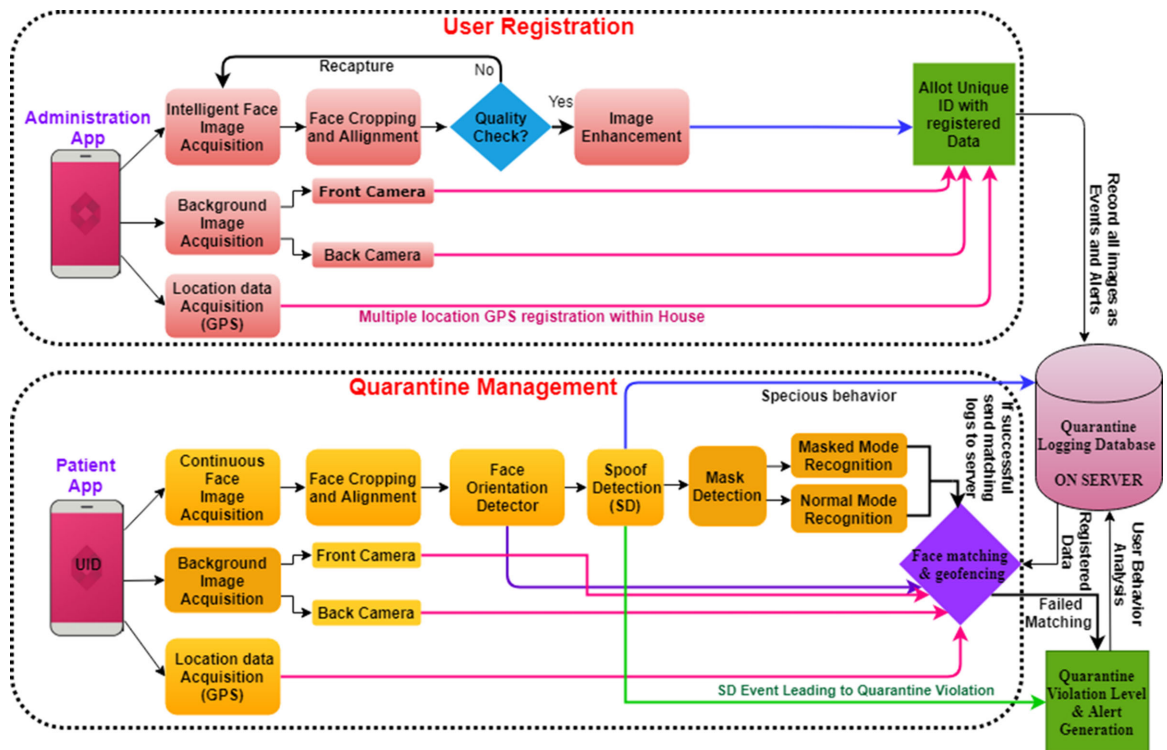 User Registration
Recapture
No
Administration
App
Intelligent Face
Image
Acquisition
Face Cropping
and Allignment
Quality
Check?
Yes
Image
Enhancement
Allot Unique
ID with
registered
Data
Background
Image
Acquisition
Front Camera
Back Camera
Location data
Acquisition
(GPS)
Multiple location GPS registration within House
Record all images as
Events and Alerts
Quarantine Management
Specious behavior
If successful
send matching
logs to server
Quarantine
Logging Database
ON SERVER
Patient
App
UID
Continuous
Face
Image
Acquisition
Face Cropping
and Alignment
Face
Orientation
Detector
Spoof
Detection
(SD)
Mask
Detection
Masked Mode
Recognition
Normal Mode
Recognition
Background
Image
Acquisition
Front Camera
Back Camera
Face matching
& geofencing
Registered
Data
User Behavior
Analysis
Failed
Matching
Location data
Acquisition
(GPS)
SD Event Leading to Quarantine Violation
Quarantine
Violation Level
& Alert
Generation